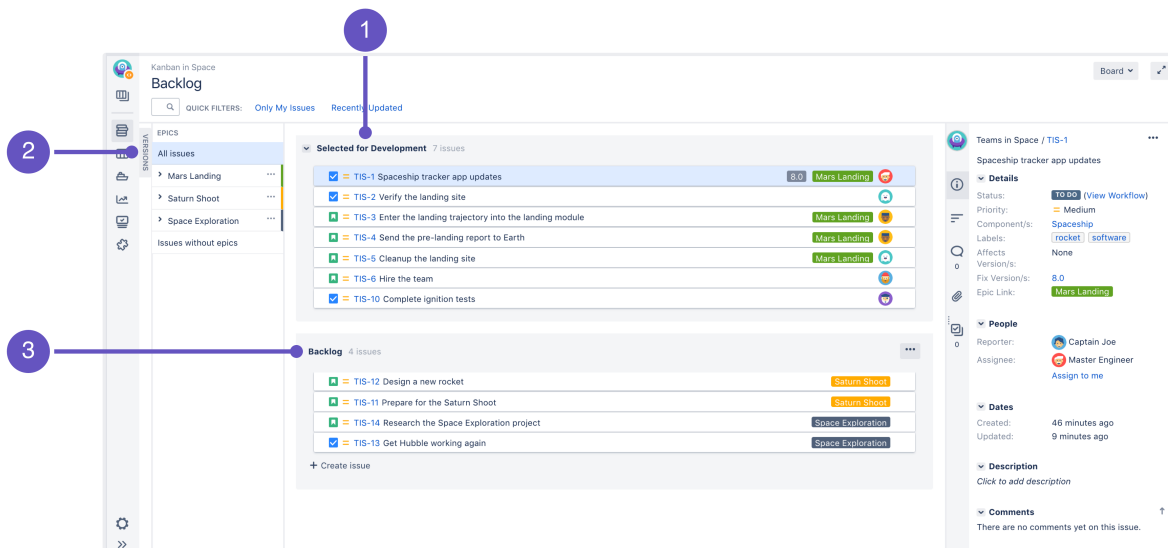 1
Kanban in Space
Backlog
Board
QUICK FILTERS: Only My Issues Recently Updated
2
VERSIONS
EPICS
All issues
Mars Landing
Saturn Shoot
Space Exploration
Issues without epics
Selected for Development 7 issues
TIS-1 Spaceship tracker app updates 8.0 Mars Landing
TIS-2 Verify the landing site
TIS-3 Enter the landing trajectory into the landing module Mars Landing
TIS-4 Send the pre-landing report to Earth Mars Landing
TIS-5 Cleanup the landing site Mars Landing
TIS-6 Hire the team
TIS-10 Complete ignition tests
3
Backlog 4 issues
TIS-12 Design a new rocket Saturn Shoot
TIS-11 Prepare for the Saturn Shoot Saturn Shoot
TIS-14 Research the Space Exploration project Space Exploration
TIS-13 Get Hubble working again Space Exploration
+ Create issue
Teams in Space / TIS-1
Spaceship tracker app updates
Details
Status: TO DO (View Workflow)
Priority: Medium
Component/s: Spaceship
Labels: rocket software
Affects None
Version/s:
Fix Version/s: 8.0
Epic Link: Mars Landing
0
0
People
Reporter: Captain Joe
Assignee: Master Engineer
Assign to me
Dates
Created: 46 minutes ago
Updated: 9 minutes ago
Description
Click to add description
Comments
There are no comments yet on this issue.